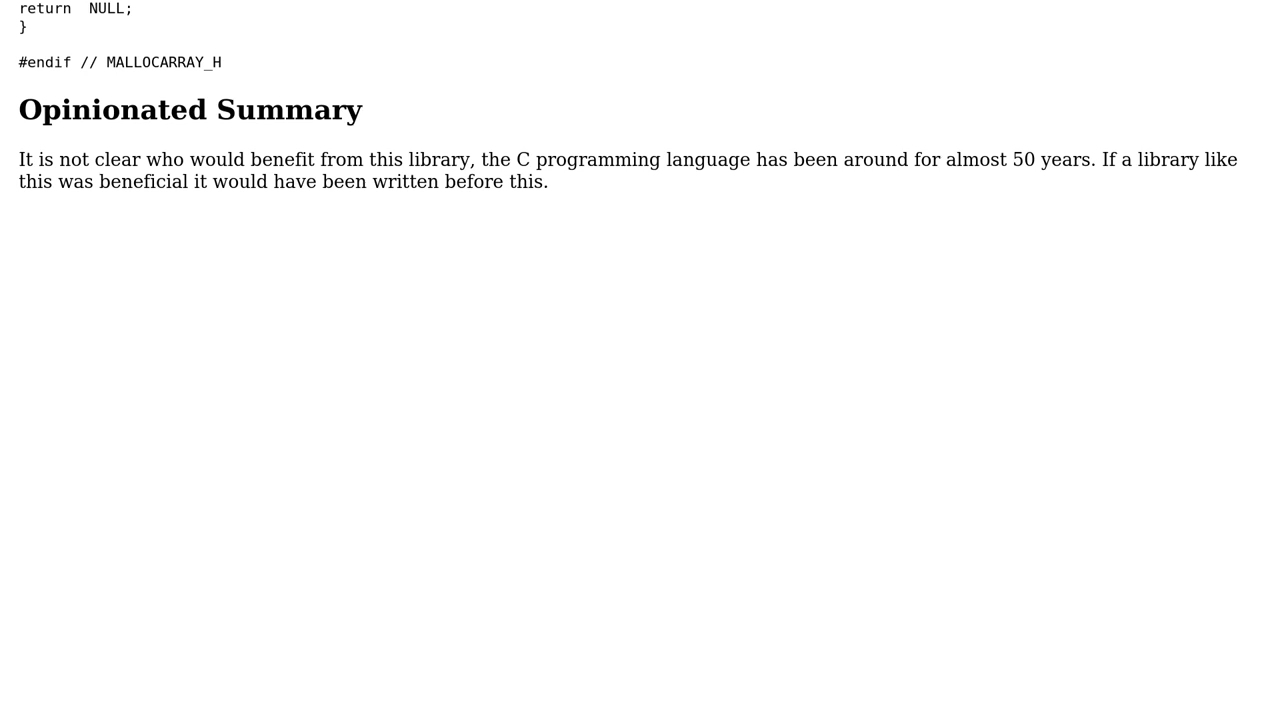 return  NULL;
}
#endif // MALLOCARRAY_H
Opinionated Summary
It is not clear who would benefit from this library, the C programming language has been around for almost 50 years. If a library like
this was beneficial it would have been written before this.